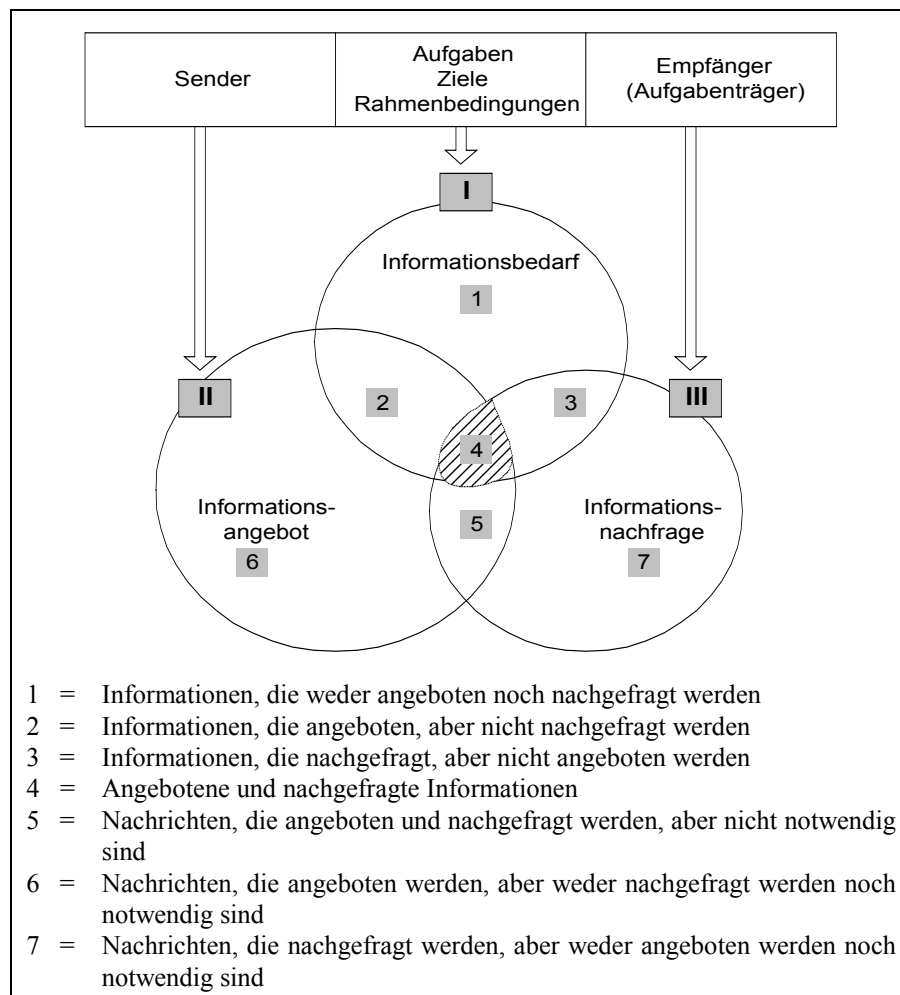 Sender
Aufgaben
Ziele
Rahmenbedingungen
Empfänger
(Aufgabenträger)
I
Informationsbedarf
1
II
2
3
III
4
Informations-
angebot
6
5
Informations-
nachfrage
7
1 = Informationen, die weder angeboten noch nachgefragt werden
2 = Informationen, die angeboten, aber nicht nachgefragt werden
3 = Informationen, die nachgefragt, aber nicht angeboten werden
4 = Angebotene und nachgefragte Informationen
5 = Nachrichten, die angeboten und nachgefragt werden, aber nicht notwendig
sind
6 = Nachrichten, die angeboten werden, aber weder nachgefragt werden noch
notwendig sind
7 = Nachrichten, die nachgefragt werden, aber weder angeboten werden noch
notwendig sind